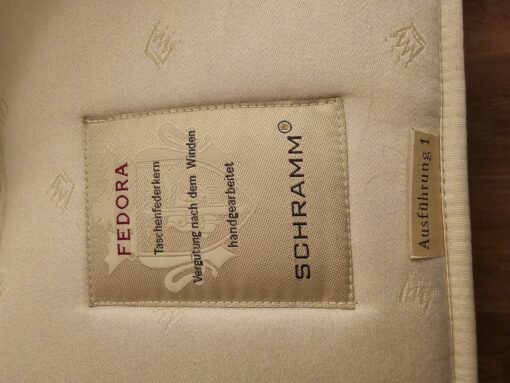 FEDORA
Taschenfederkern
Vergütung nach dem Winden
handgearbeitet
SCHRAMM®
Ausführung 1